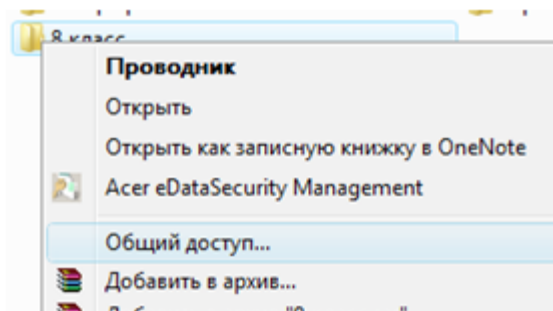 8 класс
Проводник
Открыть
Открыть как записную книжку в OneNote
Acer eDataSecurity Management
Общий доступ...
Добавить в архив...